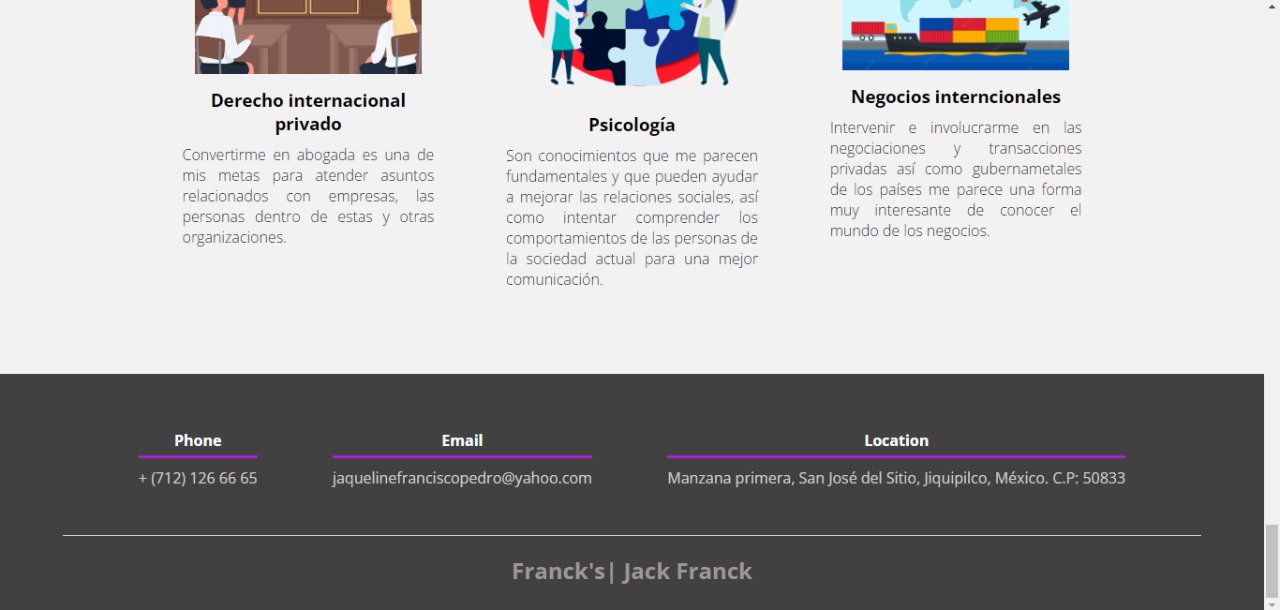 Derecho internacional
privado
Convertirme en abogada es una de
mis metas para atender asuntos
relacionados con empresas, las
personas dentro de estas y otras
organizaciones.
Psicología
Son conocimientos que me parecen
fundamentales y que pueden ayudar
a mejorar las relaciones sociales, así
como intentar comprender los
comportamientos de las personas de
la sociedad actual para una mejor
comunicación.
Negocios interncionales
Intervenir e involucrarme en las
negociaciones y transacciones
privadas así como gubernametales
de los países me parece una forma
muy interesante de conocer el
mundo de los negocios.
Phone
+ (712) 126 66 65
Email
jaquelinefranciscopedro@yahoo.com
Location
Manzana primera, San José del Sitio, Jiquipilco, México. C.P: 50833
Franck's| Jack Franck